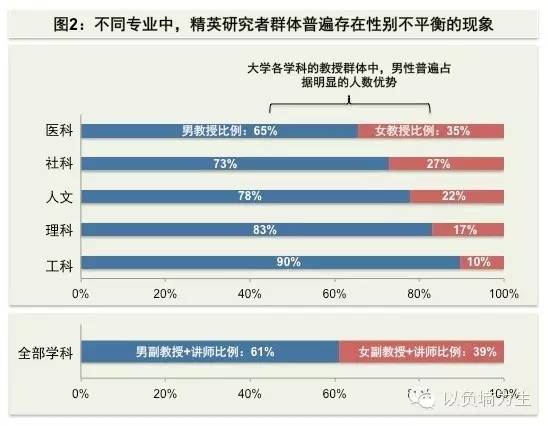 图2：不同专业中，精英研究者群体普遍存在性别不平衡的现象
大学各学科的教授群体中，男性普遍占
据明显的人数优势
医科 男教授比例：65% 女教授比例：35%
社科 73% 27%
人文 78% 22%
理科 83% 17%
工科 90% 10%
0% 20% 40% 60% 80% 100%
全部学科 男副教授+讲师比例：61% 女副教授+讲师比例：39%
0% 20% 40% 60% 80% 100%
以负墒为生